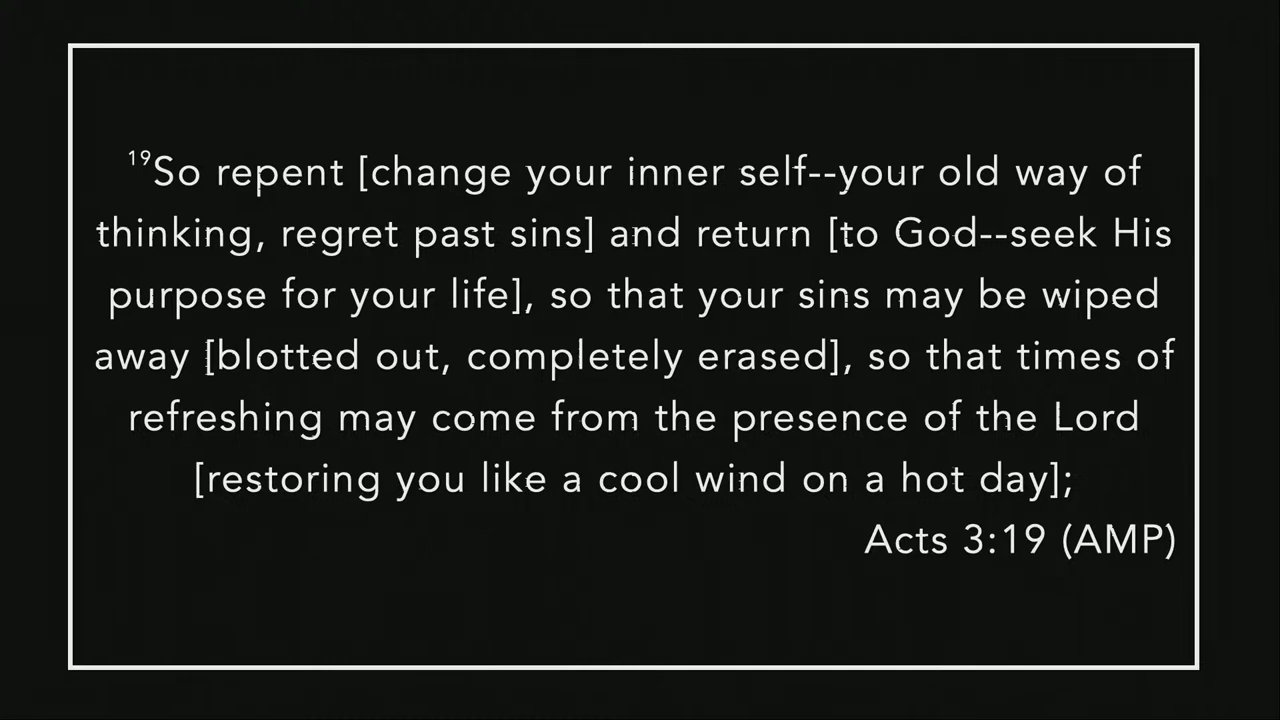 ¹⁹So repent [change your inner self--your old way of
thinking, regret past sins] and return [to God--seek His
purpose for your life], so that your sins may be wiped
away [blotted out, completely erased], so that times of
refreshing may come from the presence of the Lord
[restoring you like a cool wind on a hot day];
Acts 3:19 (AMP)